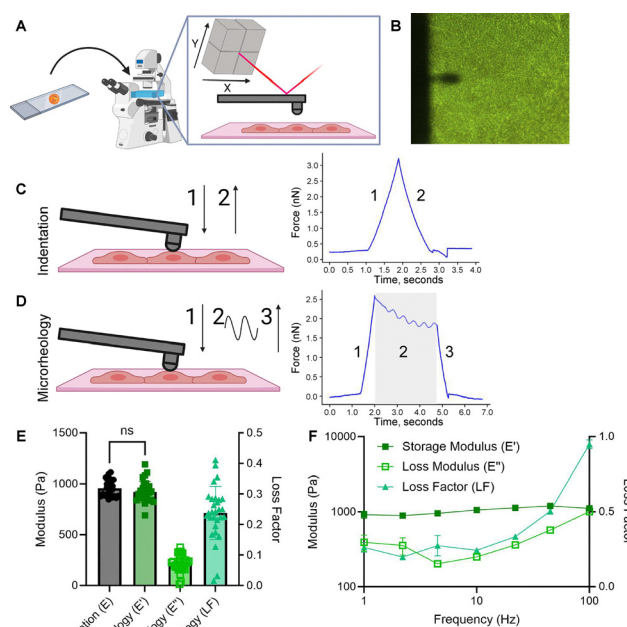 A
B
Y
X
C
Indentation
1
2
Force (nN)
3.0
2.5
2.0
1.5
1.0
0.5
0.0
1
2
0.0 0.5 1.0 1.5 2.0 2.5 3.0 3.5 4.0
Time, seconds
D
Microrheology
1
2
3
Force (nN)
2.5
2.0
1.5
1.0
0.5
0.0
1
2
3
0.0 1.0 2.0 3.0 4.0 5.0 6.0 7.0
Time, seconds
E
ns
Modulus (Pa)
1500
1000
500
0
Loss Factor
0.5
0.4
0.3
0.2
0.1
0.0
(E)
(E')
(E")
(LF)
F
Storage Modulus (E')
Loss Modulus (E")
Loss Factor (LF)
Modulus (Pa)
10000
1000
100
1.0
0.5
0.0
1 10 100
Frequency (Hz)